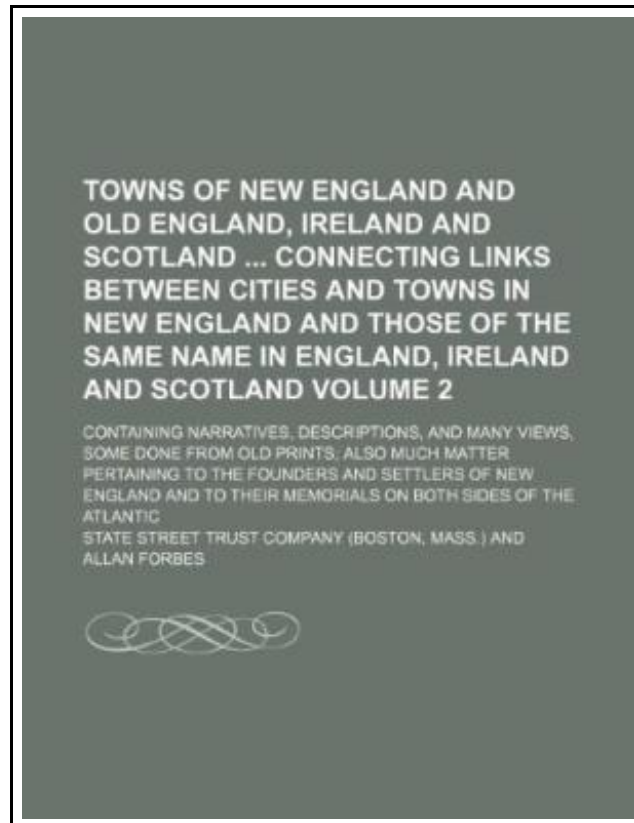 TOWNS OF NEW ENGLAND AND
OLD ENGLAND, IRELAND AND
SCOTLAND ... CONNECTING LINKS
BETWEEN CITIES AND TOWNS IN
NEW ENGLAND AND THOSE OF THE
SAME NAME IN ENGLAND, IRELAND
AND SCOTLAND VOLUME 2
CONTAINING NARRATIVES, DESCRIPTIONS, AND MANY VIEWS,
SOME DONE FROM OLD PRINTS; ALSO MUCH MATTER
PERTAINING TO THE FOUNDERS AND SETTLERS OF NEW
ENGLAND AND TO THEIR MEMORIALS ON BOTH SIDES OF THE
ATLANTIC
STATE STREET TRUST COMPANY (BOSTON, MASS.) AND
ALLAN FORBES